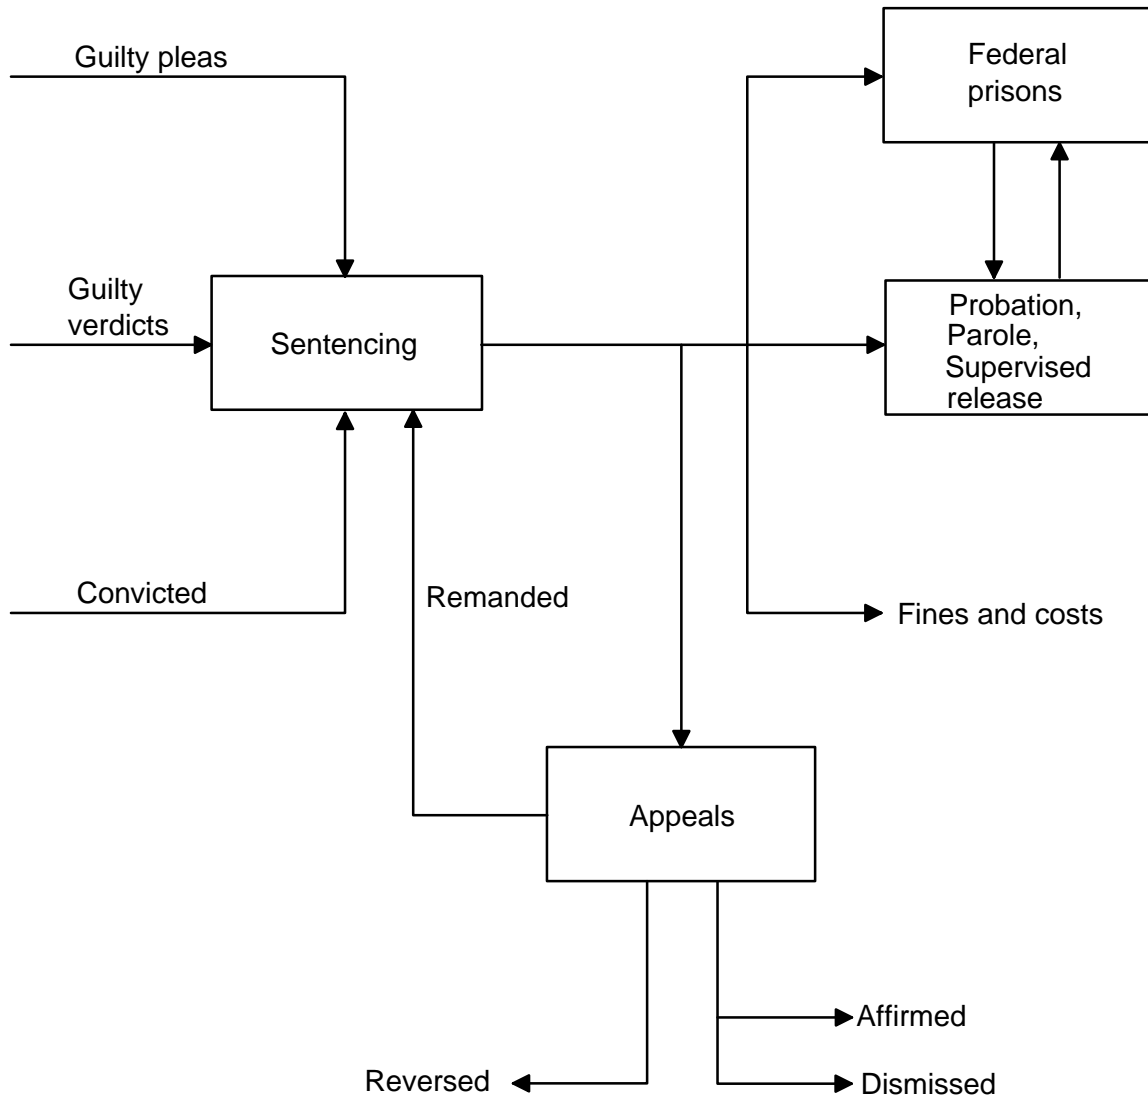 Guilty pleas
Federal
prisons
Guilty
verdicts
Sentencing
Probation,
Parole,
Supervised
release
Convicted
Remanded
Fines and costs
Appeals
Affirmed
Reversed
Dismissed